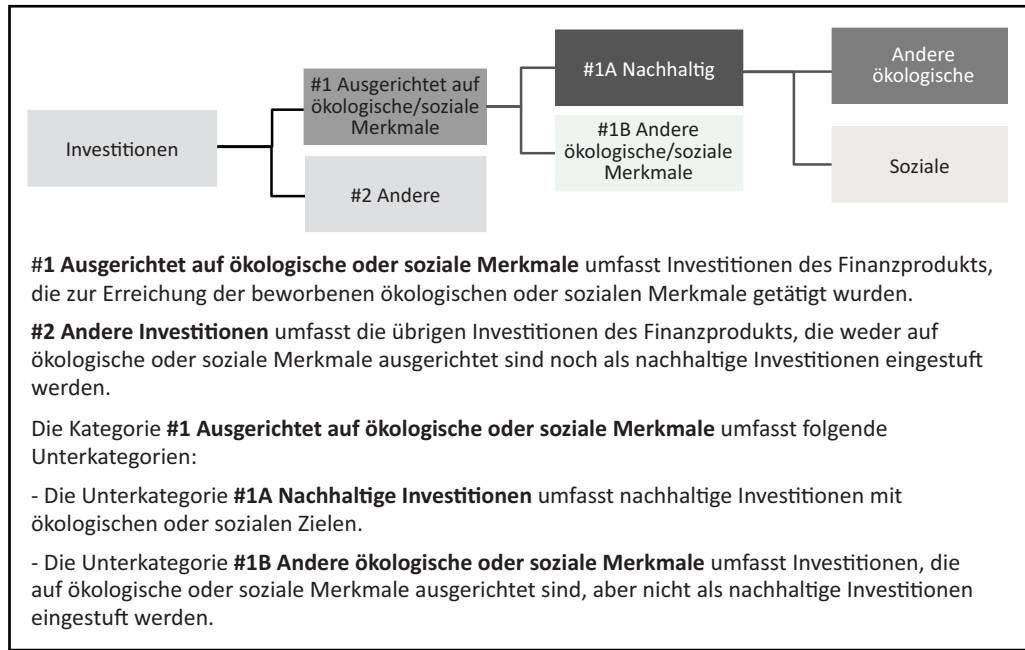 Investitionen
#1 Ausgerichtet auf
ökologische/soziale
Merkmale
#2 Andere
#1A Nachhaltig
#1B Andere
ökologische/soziale
Merkmale
Andere
ökologische
Soziale
#1 Ausgerichtet auf ökologische oder soziale Merkmale umfasst Investitionen des Finanzprodukts,
die zur Erreichung der beworbenen ökologischen oder sozialen Merkmale getätigt wurden.
#2 Andere Investitionen umfasst die übrigen Investitionen des Finanzprodukts, die weder auf
ökologische oder soziale Merkmale ausgerichtet sind noch als nachhaltige Investitionen eingestuft
werden.
Die Kategorie #1 Ausgerichtet auf ökologische oder soziale Merkmale umfasst folgende
Unterkategorien:
- Die Unterkategorie #1A Nachhaltige Investitionen umfasst nachhaltige Investitionen mit
ökologischen oder sozialen Zielen.
- Die Unterkategorie #1B Andere ökologische oder soziale Merkmale umfasst Investitionen, die
auf ökologische oder soziale Merkmale ausgerichtet sind, aber nicht als nachhaltige Investitionen
eingestuft werden.